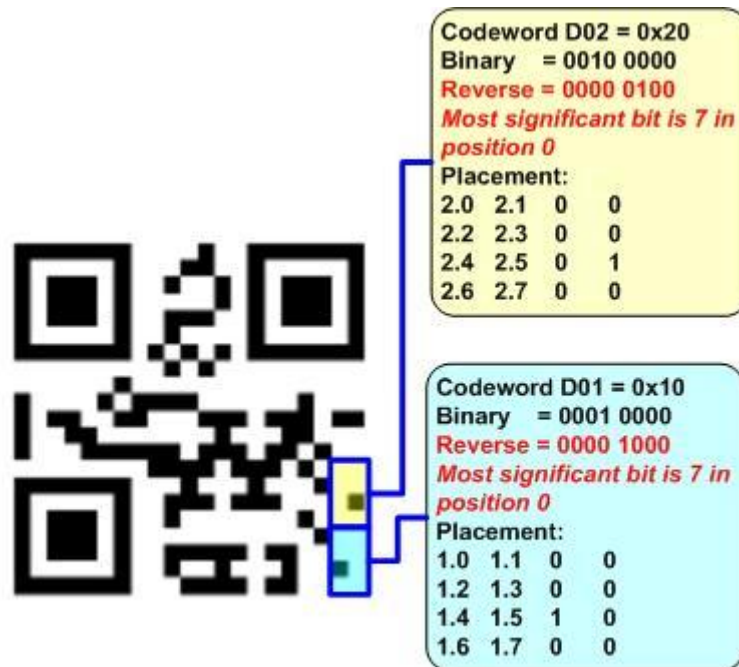 Codeword D02 = 0x20
Binary = 0010 0000
Reverse = 0000 0100
Most significant bit is 7 in
position 0
Placement:
2.0 2.1 0 0
2.2 2.3 0 0
2.4 2.5 0 1
2.6 2.7 0 0
Codeword D01 = 0x10
Binary = 0001 0000
Reverse = 0000 1000
Most significant bit is 7 in
position 0
Placement:
1.0 1.1 0 0
1.2 1.3 0 0
1.4 1.5 1 0
1.6 1.7 0 0